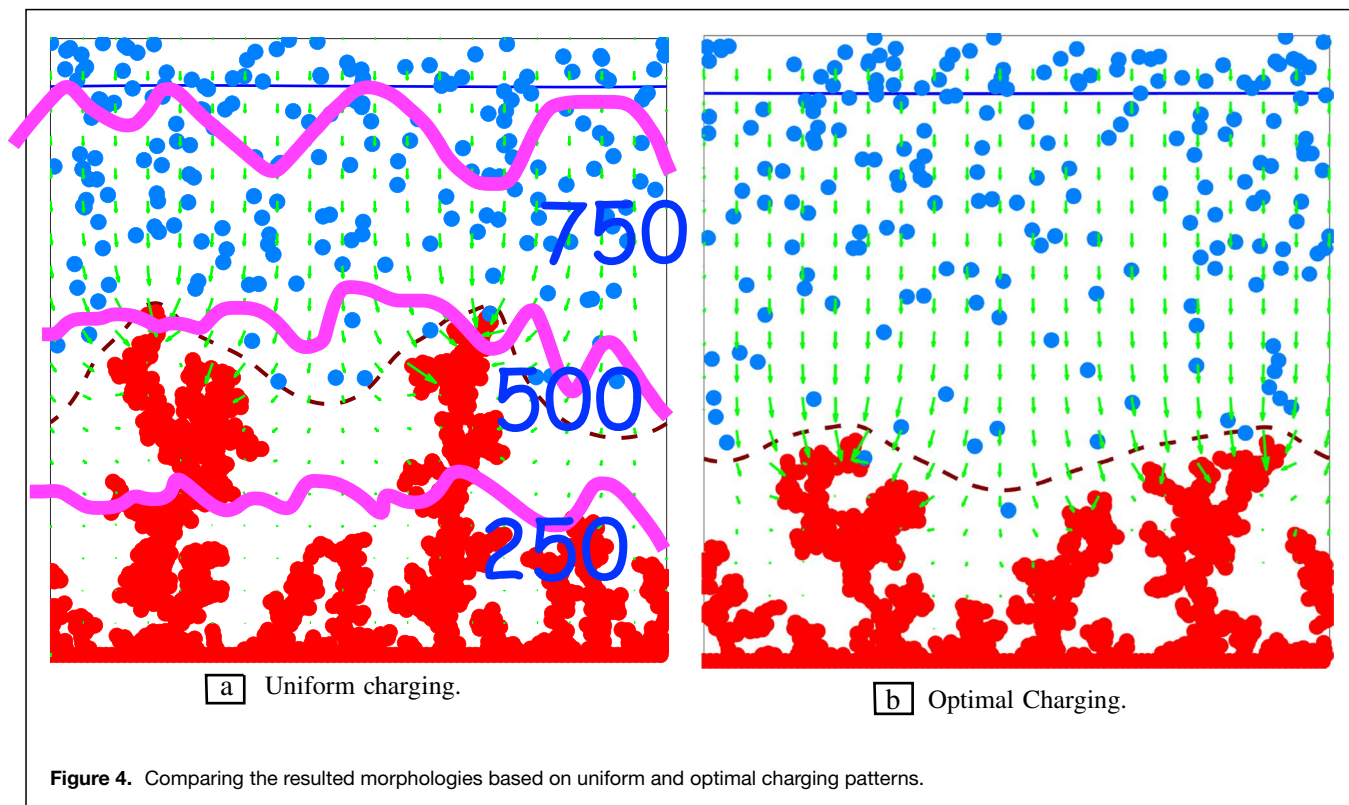 750
500
250
a Uniform charging.
b Optimal Charging.
Figure 4. Comparing the resulted morphologies based on uniform and optimal charging patterns.